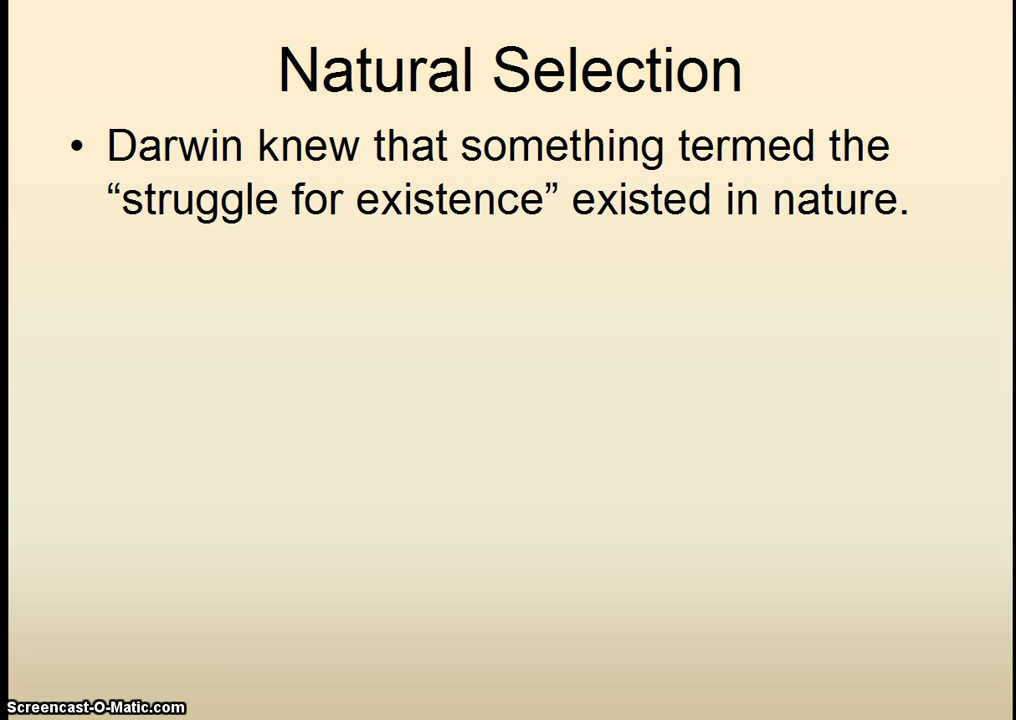 Natural Selection
• Darwin knew that something termed the
“struggle for existence” existed in nature.
Screencast-O-Matic.com